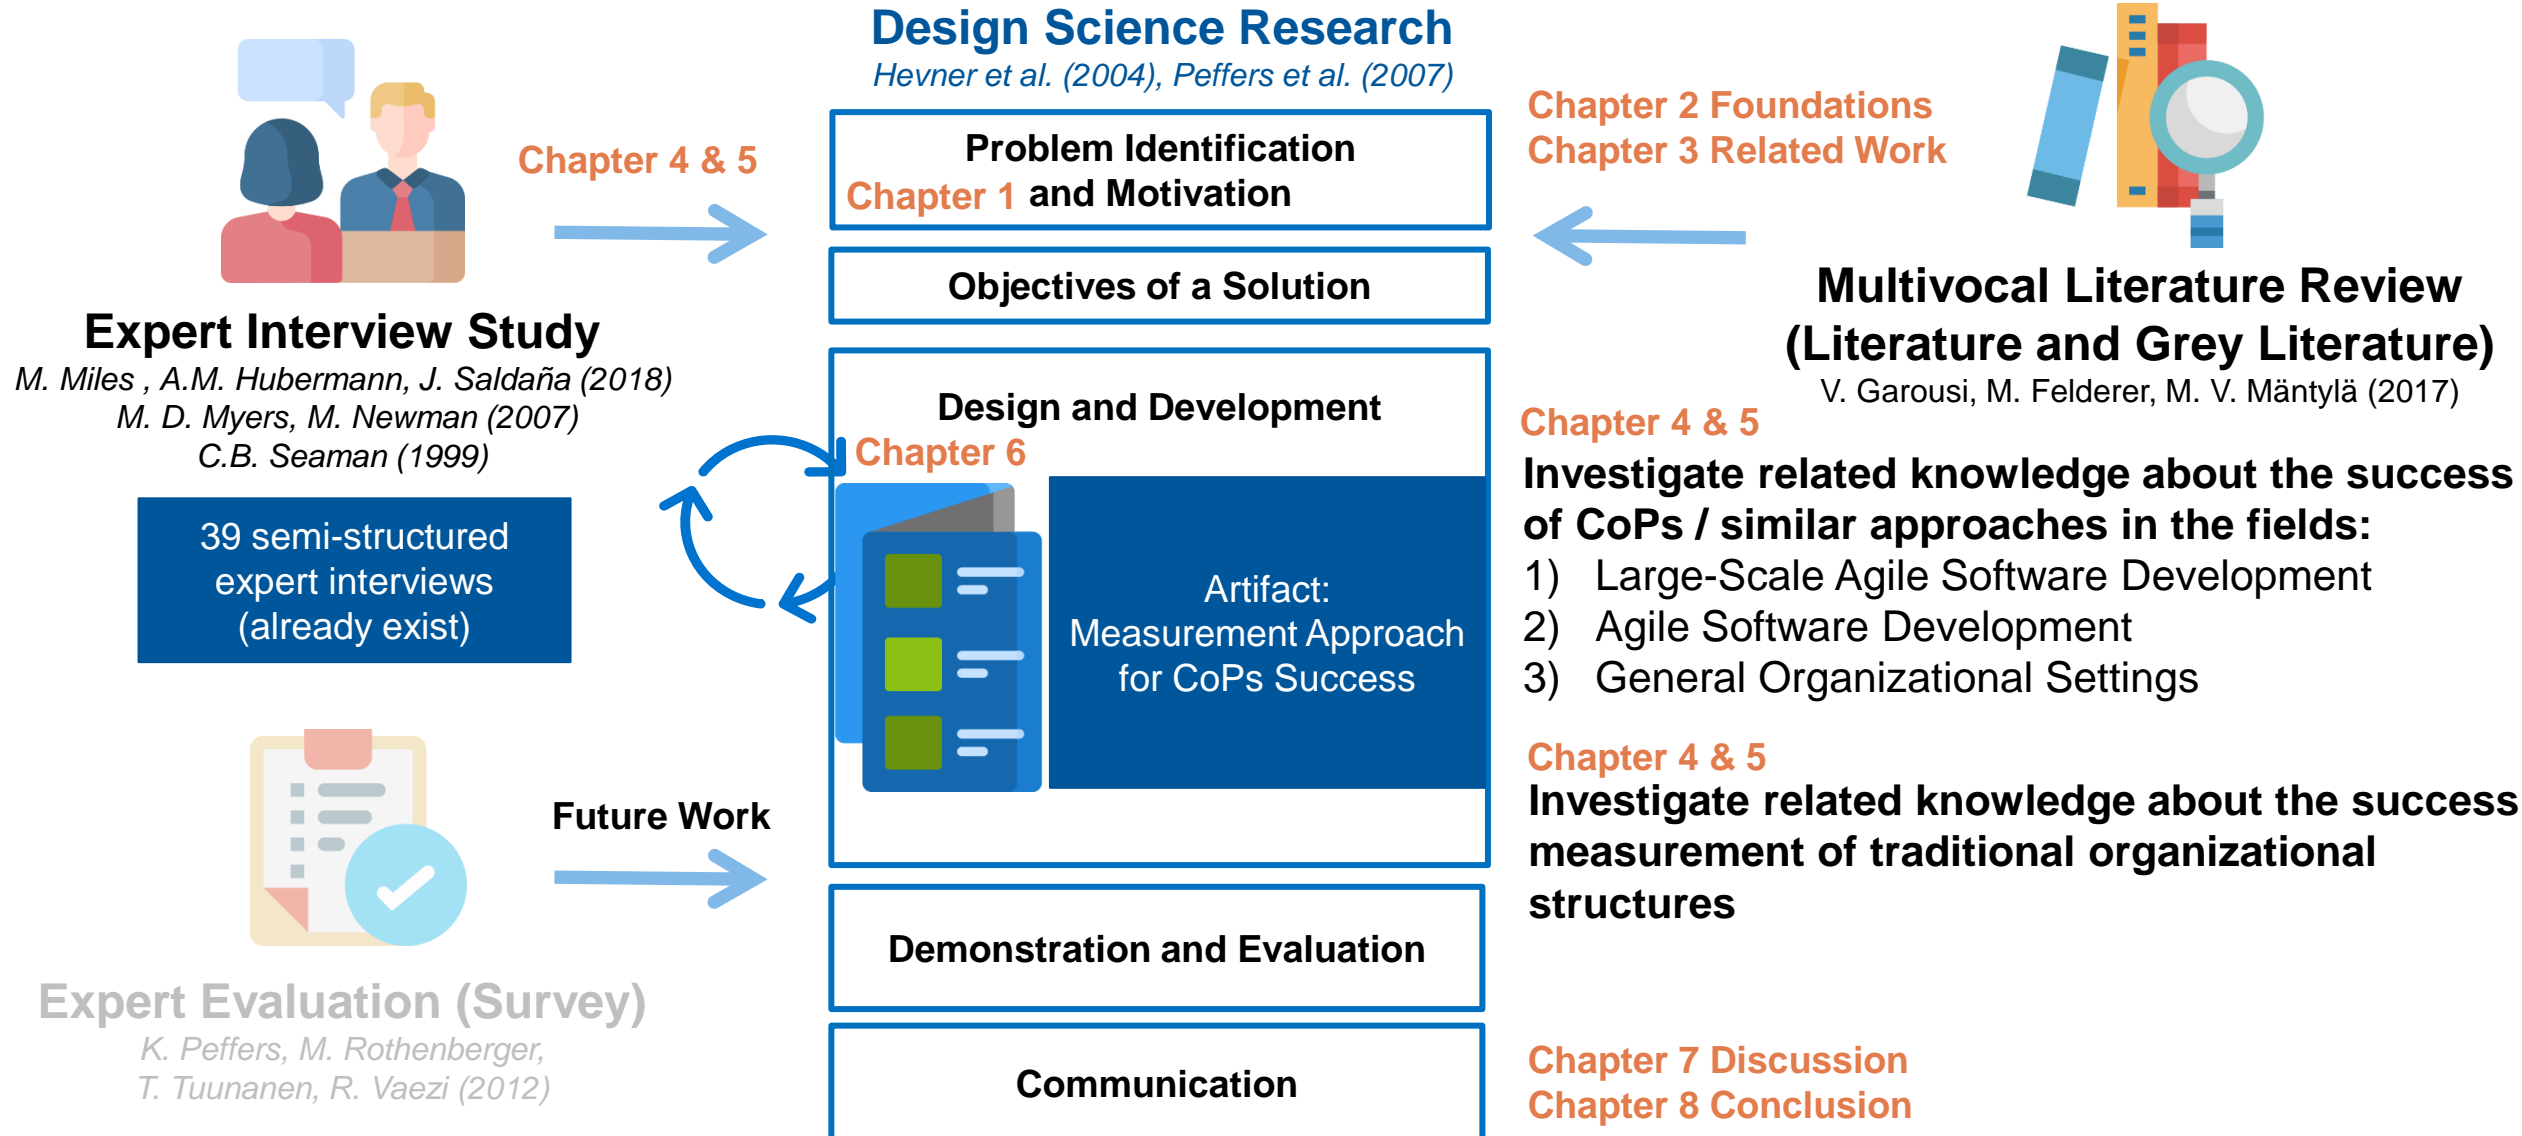 Design Science Research
Hevner et al. (2004), Peffers et al. (2007)
Chapter 4 & 5
Expert Interview Study
M. Miles , A.M. Hubermann, J. Saldaña (2018)
M. D. Myers, M. Newman (2007)
C.B. Seaman (1999)
39 semi-structured
expert interviews
(already exist)
Future Work
Expert Evaluation (Survey)
K. Peffers, M. Rothenberger,
T. Tuunanen, R. Vaezi (2012)
Problem Identification
Chapter 1 and Motivation
Objectives of a Solution
Design and Development
Chapter 6
Artifact:
Measurement Approach
for CoPs Success
Demonstration and Evaluation
Communication
Chapter 2 Foundations
Chapter 3 Related Work
Multivocal Literature Review
(Literature and Grey Literature)
V. Garousi, M. Felderer, M. V. Mäntylä (2017)
Chapter 4 & 5
Investigate related knowledge about the success
of CoPs / similar approaches in the fields:
1) Large-Scale Agile Software Development
2) Agile Software Development
3) General Organizational Settings
Chapter 4 & 5
Investigate related knowledge about the success
measurement of traditional organizational
structures
Chapter 7 Discussion
Chapter 8 Conclusion